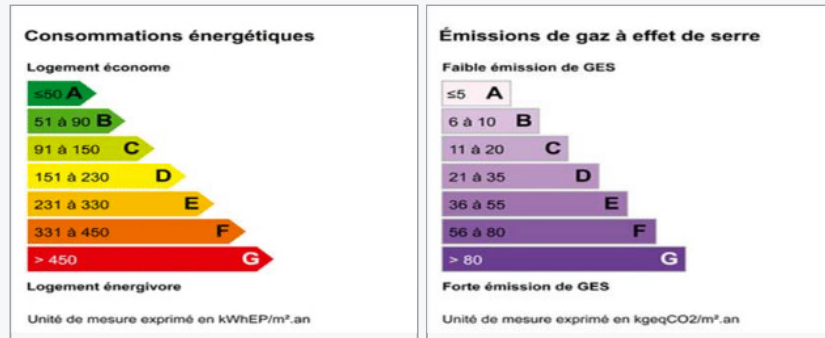 Consommations énergétiques
Logement économe
≤50 A
51 à 90 B
91 à 150 C
151 à 230 D
231 à 330 E
331 à 450 F
> 450 G
Logement énergivore
Unité de mesure exprimé en kWhEP/m².an
Émissions de gaz à effet de serre
Faible émission de GES
≤5 A
6 à 10 B
11 à 20 C
21 à 35 D
36 à 55 E
56 à 80 F
> 80 G
Forte émission de GES
Unité de mesure exprimé en kgeqCO2/m².an